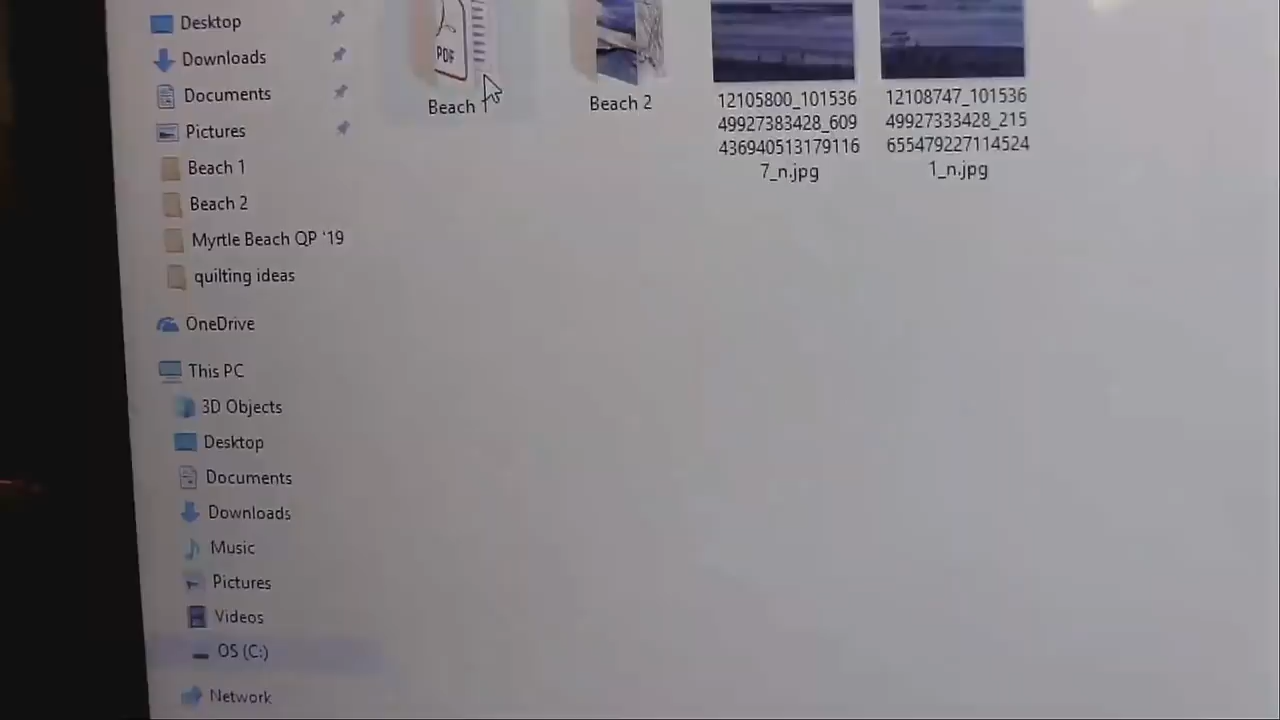 Desktop
Downloads
Documents
Pictures
Beach 1
Beach 2
Myrtle Beach QP '19
quilting ideas
OneDrive
This PC
3D Objects
Desktop
Documents
Downloads
Music
Pictures
Videos
OS (C:)
Network
PDF
Beach 1
Beach 2
12105800_101536
49927383428_609
436940513179116
7_n.jpg
12108747_101536
49927333428_215
655479227114524
1_n.jpg